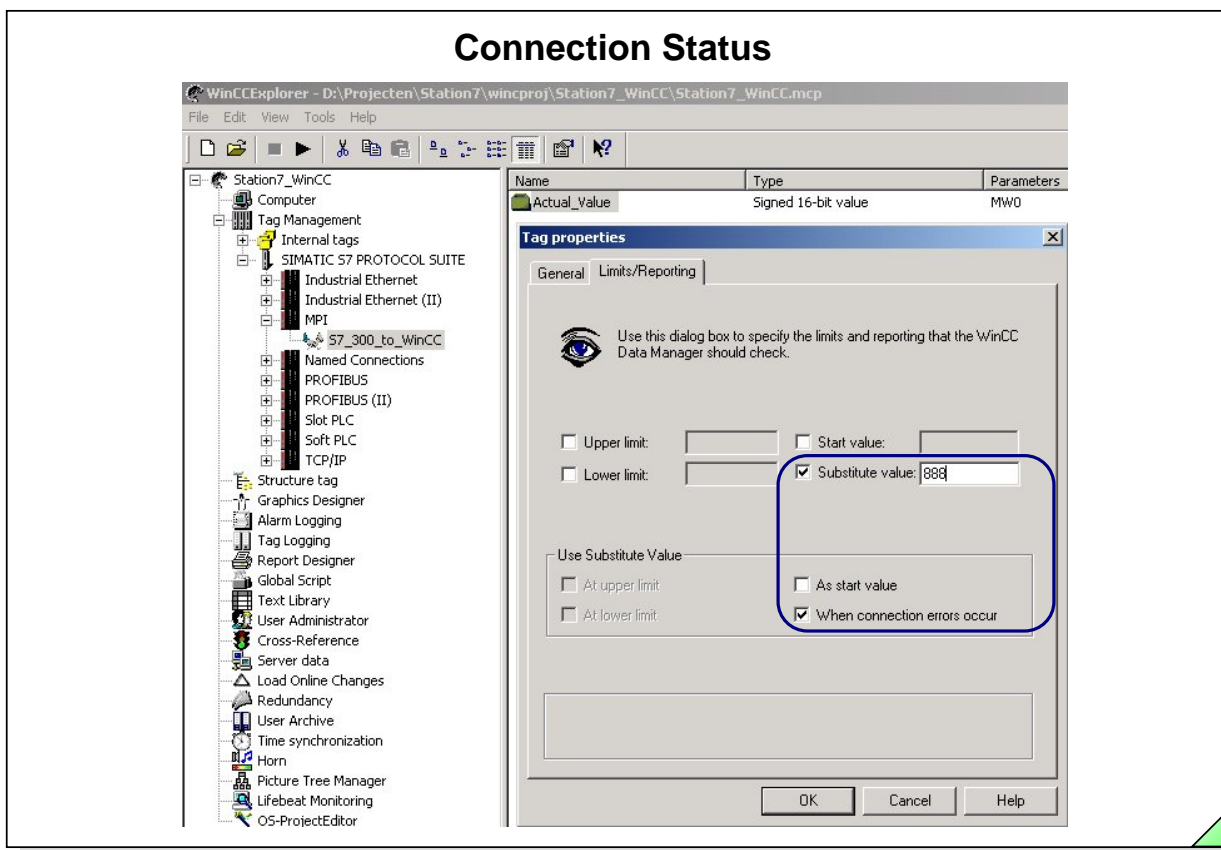 Connection Status
WinCCExplorer - D:\Projecten\Station7\wincproj\Station7_WinCC\Station7_WinCC.mcp
File Edit View Tools Help
Station7_WinCC
Computer
Tag Management
Internal tags
SIMATIC S7 PROTOCOL SUITE
Industrial Ethernet
Industrial Ethernet (II)
MPI
S7_300_to_WinCC
Named Connections
PROFIBUS
PROFIBUS (II)
Slot PLC
Soft PLC
TCP/IP
Structure tag
Graphics Designer
Alarm Logging
Tag Logging
Report Designer
Global Script
Text Library
User Administrator
Cross-Reference
Server data
Load Online Changes
Redundancy
User Archive
Time synchronization
Horn
Picture Tree Manager
Lifebeat Monitoring
OS-ProjectEditor
Name Type Parameters
Actual_Value Signed 16-bit value MW0
Tag properties
General Limits/Reporting
Use this dialog box to specify the limits and reporting that the WinCC
Data Manager should check.
Upper limit: Start value:
Lower limit: Substitute value: 888
Use Substitute Value
At upper limit As start value
At lower limit When connection errors occur
OK Cancel Help